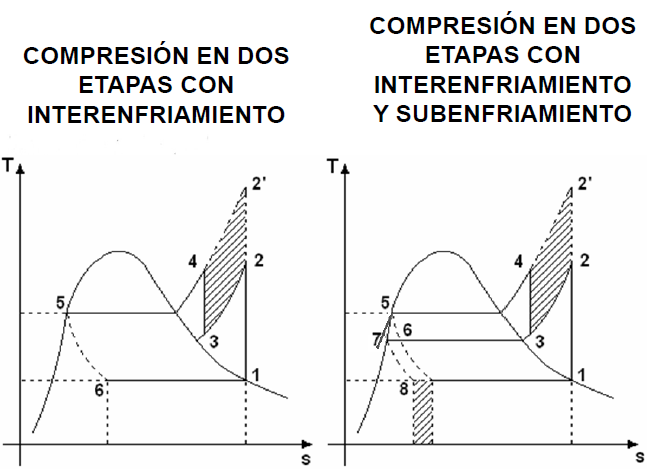 COMPRESIÓN EN DOS
ETAPAS CON
INTERENFRIAMIENTO
COMPRESIÓN EN DOS
ETAPAS CON
INTERENFRIAMIENTO
Y SUBENFRIAMIENTO
T
2'
4
2
5
3
6
1
s
T
2'
4
2
5
6
7
3
8
1
s